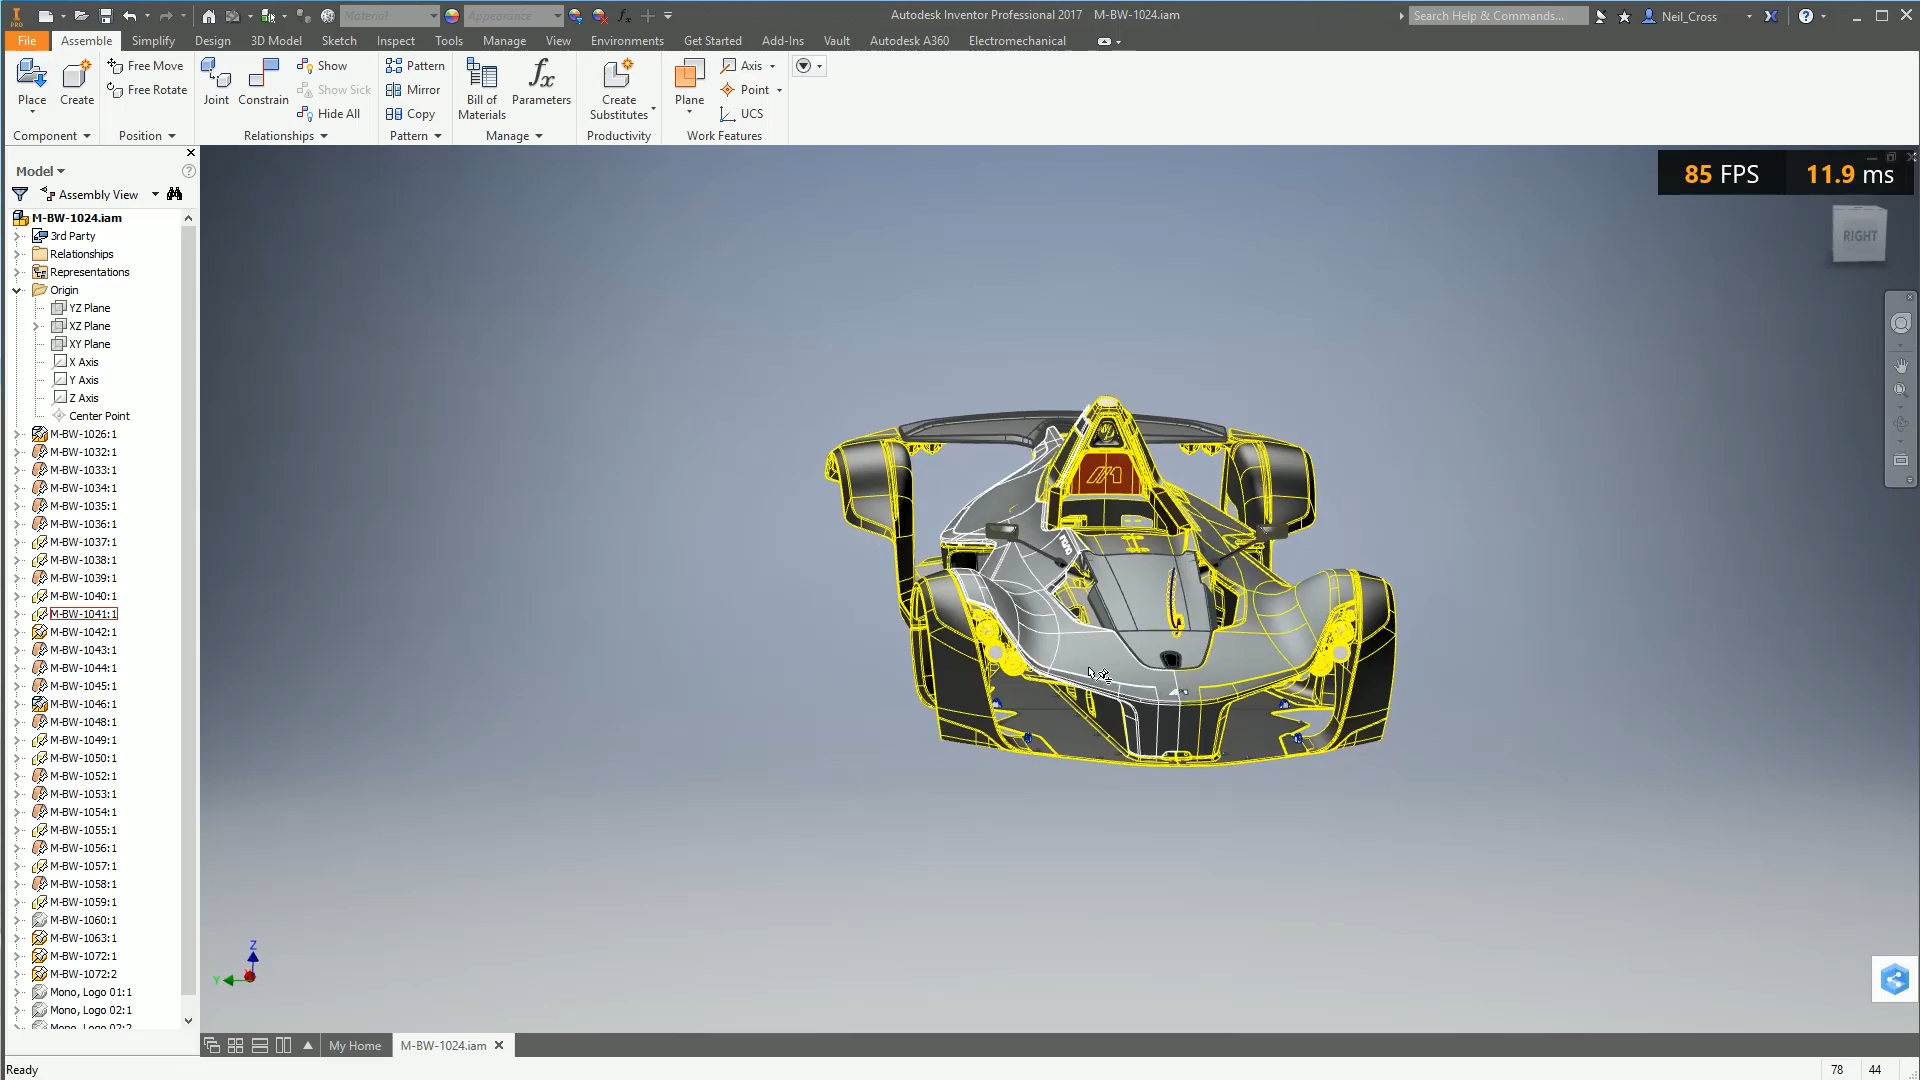 PRO
Material
Appearance
Autodesk Inventor Professional 2017 M-BW-1024.iam
Search Help & Commands...
Neil_Cross
File Assemble Simplify Design 3D Model Sketch Inspect Tools Manage View Environments Get Started Add-Ins Vault Autodesk A360 Electromechanical
Place
Create
Free Move
Free Rotate
Joint
Constrain
Show
Show Sick
Hide All
Pattern
Mirror
Copy
Bill of
Materials
Parameters
Create
Substitutes
Plane
Axis
Point
UCS
Component Position Relationships Pattern Manage Productivity Work Features
Model
Assembly View
M-BW-1024.iam
3rd Party
Relationships
Representations
Origin
YZ Plane
XZ Plane
XY Plane
X Axis
Y Axis
Z Axis
Center Point
M-BW-1026:1
M-BW-1032:1
M-BW-1033:1
M-BW-1034:1
M-BW-1035:1
M-BW-1036:1
M-BW-1037:1
M-BW-1038:1
M-BW-1039:1
M-BW-1040:1
M-BW-1041:1
M-BW-1042:1
M-BW-1043:1
M-BW-1044:1
M-BW-1045:1
M-BW-1046:1
M-BW-1048:1
M-BW-1049:1
M-BW-1050:1
M-BW-1052:1
M-BW-1053:1
M-BW-1054:1
M-BW-1055:1
M-BW-1056:1
M-BW-1057:1
M-BW-1058:1
M-BW-1059:1
M-BW-1060:1
M-BW-1063:1
M-BW-1072:1
M-BW-1072:2
Mono, Logo 01:1
Mono, Logo 02:1
Mono, Logo 02:2
85 FPS 11.9 ms
RIGHT
mono
Z
Y
My Home M-BW-1024.iam
Ready
78 44